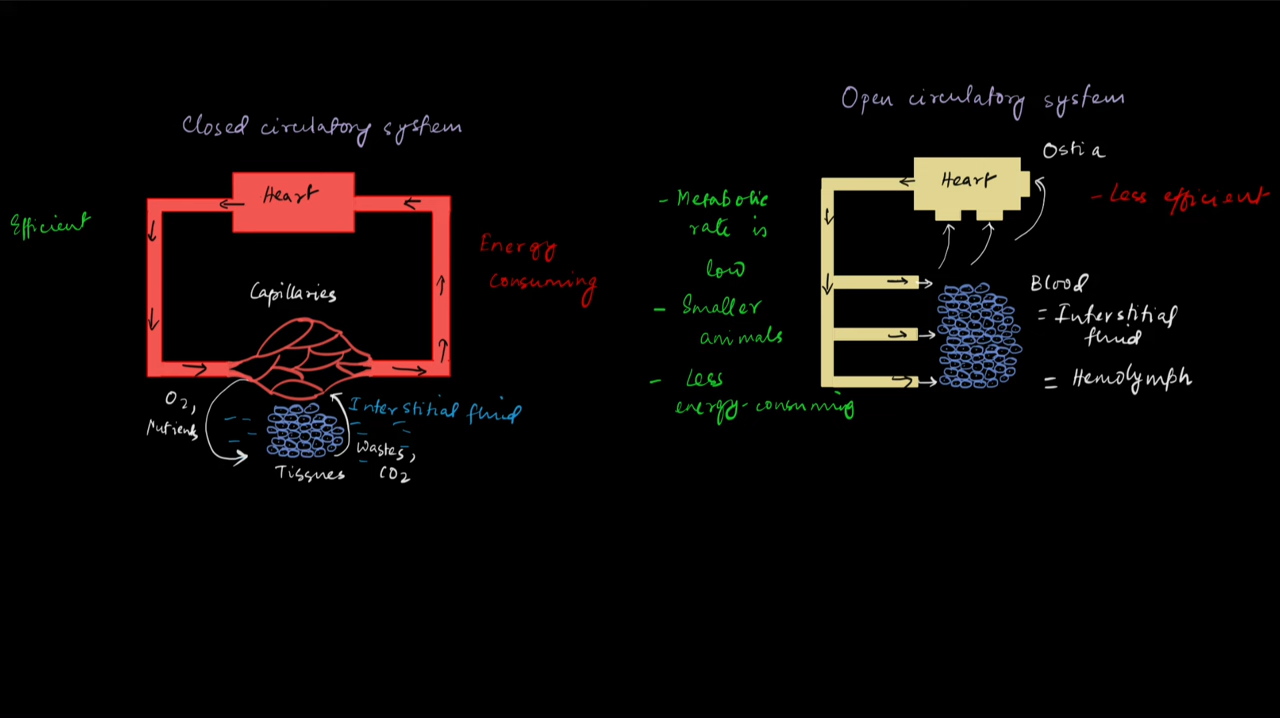 Closed circulatory system
Heart
Efficient
Energy
consuming
Capillaries
O2,
Nutrients
Interstitial fluid
Wastes,
CO2
Tissues
Open circulatory system
Ostia
Heart
- Less efficient
- Metabolic
rate is
low
- Smaller
animals
- Less
energy-consuming
Blood
= Interstitial
fluid
= Hemolymph